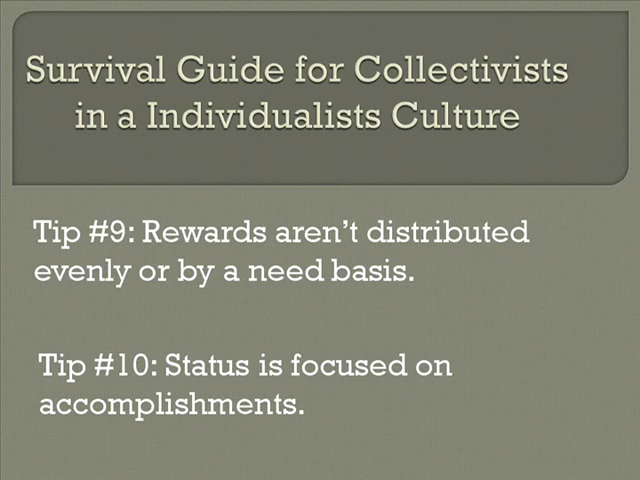 Survival Guide for Collectivists
in a Individualists Culture
Tip #9: Rewards aren’t distributed
evenly or by a need basis.
Tip #10: Status is focused on
accomplishments.